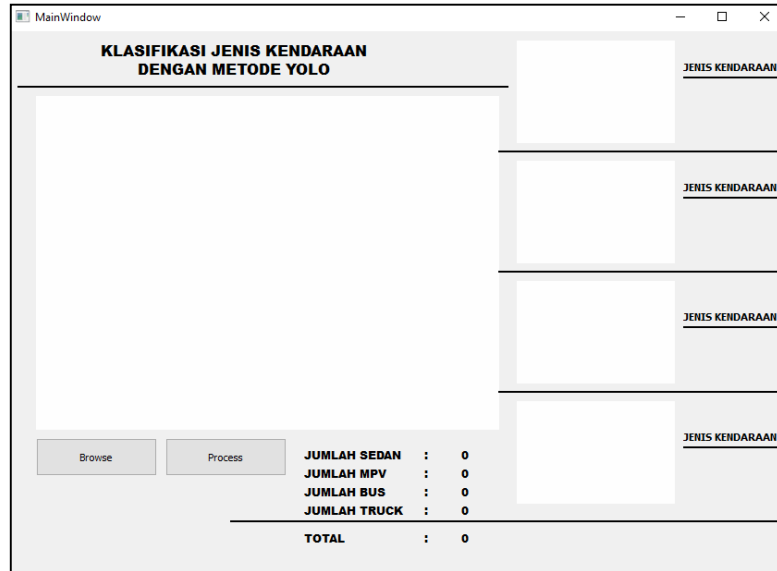 MainWindow
KLASIFIKASI JENIS KENDARAAN
DENGAN METODE YOLO
JENIS KENDARAAN
JENIS KENDARAAN
JENIS KENDARAAN
JENIS KENDARAAN
Browse
Process
JUMLAH SEDAN : 0
JUMLAH MPV : 0
JUMLAH BUS : 0
JUMLAH TRUCK : 0
TOTAL : 0